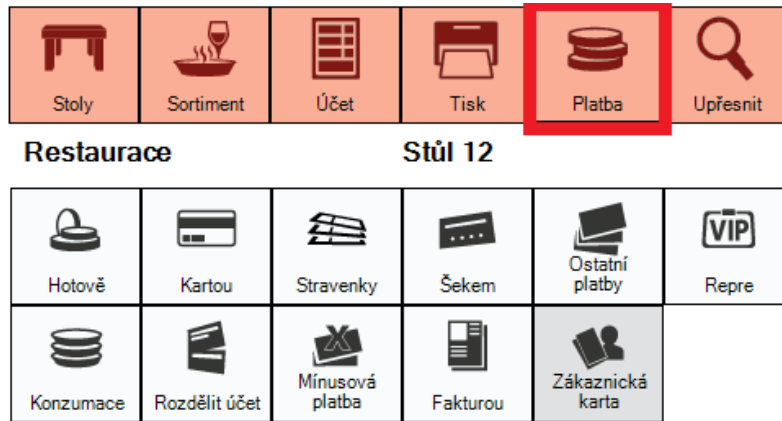 Stoly
Sortiment
Účet
Tisk
Platba
Upřesnit
Restaurace
Stůl 12
Hotově
Kartou
Stravenky
Šekem
Ostatní
platby
VIP
Repre
Konzumace
Rozdělit účet
Mínusová
platba
Fakturou
Zákaznická
karta